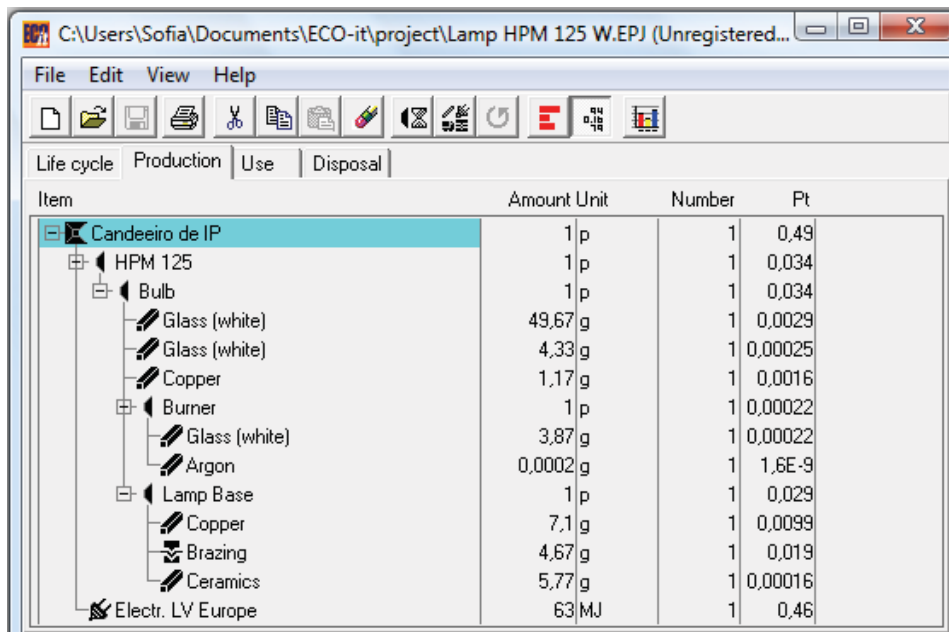 C:\Users\Sofia\Documents\ECO-it\project\Lamp HPM 125 W.EPJ (Unregistered...
File Edit View Help
Life cycle Production Use Disposal
Item Amount Unit Number Pt
Candeeiro de IP 1 p 1 0,49
HPM 125 1 p 1 0,034
Bulb 1 p 1 0,034
Glass (white) 49,67 g 1 0,0029
Glass (white) 4,33 g 1 0,00025
Copper 1,17 g 1 0,0016
Burner 1 p 1 0,00022
Glass (white) 3,87 g 1 0,00022
Argon 0,0002 g 1 1,6E-9
Lamp Base 1 p 1 0,029
Copper 7,1 g 1 0,0099
Brazing 4,67 g 1 0,019
Ceramics 5,77 g 1 0,00016
Electr. LV Europe 63 MJ 1 0,46